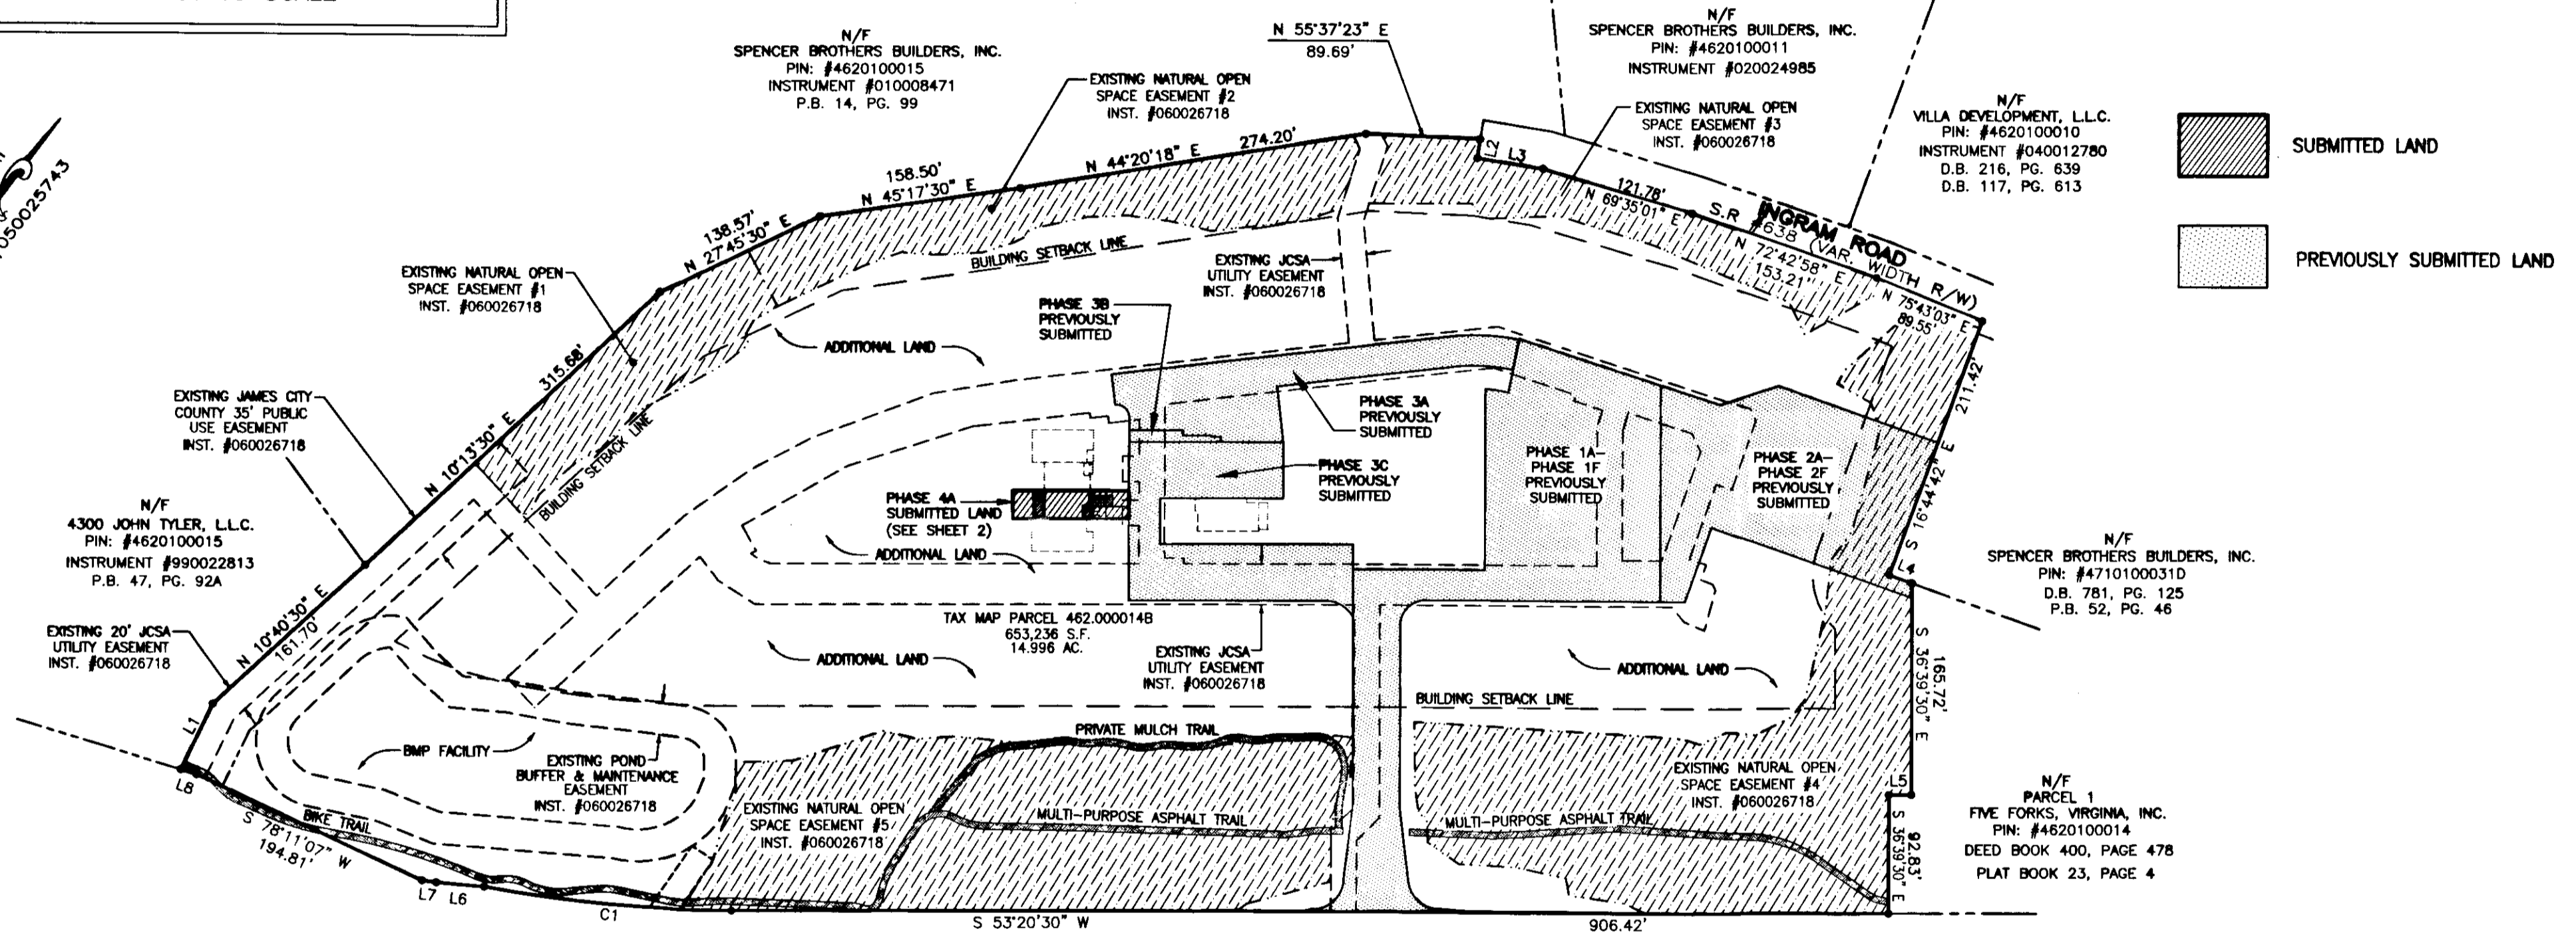 N/F
SPENCER BROTHERS BUILDERS, INC.
PIN: #4620100015
INSTRUMENT #010008471
P.B. 14, PG. 99
EXISTING NATURAL OPEN
SPACE EASEMENT #2
INST. #060026718
N 55°37'23" E
89.69'
N/F
SPENCER BROTHERS BUILDERS, INC.
PIN: #4620100011
INSTRUMENT #020024985
EXISTING NATURAL OPEN
SPACE EASEMENT #3
INST. #060026718
N/F
VILLA DEVELOPMENT, L.L.C.
PIN: #4620100010
INSTRUMENT #040012780
D.B. 216, PG. 639
D.B. 117, PG. 613
SUBMITTED LAND
PREVIOUSLY SUBMITTED LAND
050025743
274.20'
N 44°20'18" E
158.50'
N 45°17'30" E
138.57'
N 27°45'30" E
L2
L3
121.78'
N 69°35'01" E
INGRAM ROAD
S.R #638 (VAR. WIDTH R/W)
N 72°42'58" E
153.21'
N 75°43'03" E
89.55'
BUILDING SETBACK LINE
EXISTING NATURAL OPEN
SPACE EASEMENT #1
INST. #060026718
EXISTING JCSA
UTILITY EASEMENT
INST. #060026718
PHASE 3B
PREVIOUSLY
SUBMITTED
ADDITIONAL LAND
315.68'
N 10°13'30" E
211.42'
S 16°44'42" E
EXISTING JAMES CITY
COUNTY 35' PUBLIC
USE EASEMENT
INST. #060026718
BUILDING SETBACK LINE
PHASE 3A
PREVIOUSLY
SUBMITTED
PHASE 3C
PREVIOUSLY
SUBMITTED
PHASE 1A-
PHASE 1F
PREVIOUSLY
SUBMITTED
PHASE 2A-
PHASE 2F
PREVIOUSLY
SUBMITTED
PHASE 4A
SUBMITTED LAND
(SEE SHEET 2)
ADDITIONAL LAND
N/F
4300 JOHN TYLER, L.L.C.
PIN: #4620100015
INSTRUMENT #990022813
P.B. 47, PG. 92A
N/F
SPENCER BROTHERS BUILDERS, INC.
PIN: #4710100031D
D.B. 781, PG. 125
P.B. 52, PG. 46
L4
N 10°40'30" E
161.70'
EXISTING 20' JCSA
UTILITY EASEMENT
INST. #060026718
TAX MAP PARCEL 462.000014B
653,236 S.F.
14.996 AC.
EXISTING JCSA
UTILITY EASEMENT
INST. #060026718
ADDITIONAL LAND
ADDITIONAL LAND
165.72'
S 36°39'30" E
BUILDING SETBACK LINE
L1
PRIVATE MULCH TRAIL
BMP FACILITY
EXISTING POND
BUFFER & MAINTENANCE
EASEMENT
INST. #060026718
EXISTING NATURAL OPEN
SPACE EASEMENT #4
INST. #060026718
L5
N/F
PARCEL 1
FIVE FORKS, VIRGINIA, INC.
PIN: #4620100014
DEED BOOK 400, PAGE 478
PLAT BOOK 23, PAGE 4
L8
BIKE TRAIL
S 78°11'07" W
194.81'
EXISTING NATURAL OPEN
SPACE EASEMENT #5
INST. #060026718
MULTI-PURPOSE ASPHALT TRAIL
MULTI-PURPOSE ASPHALT TRAIL
92.83'
S 36°39'30" E
L7
L6
C1
S 53°20'30" W
906.42'